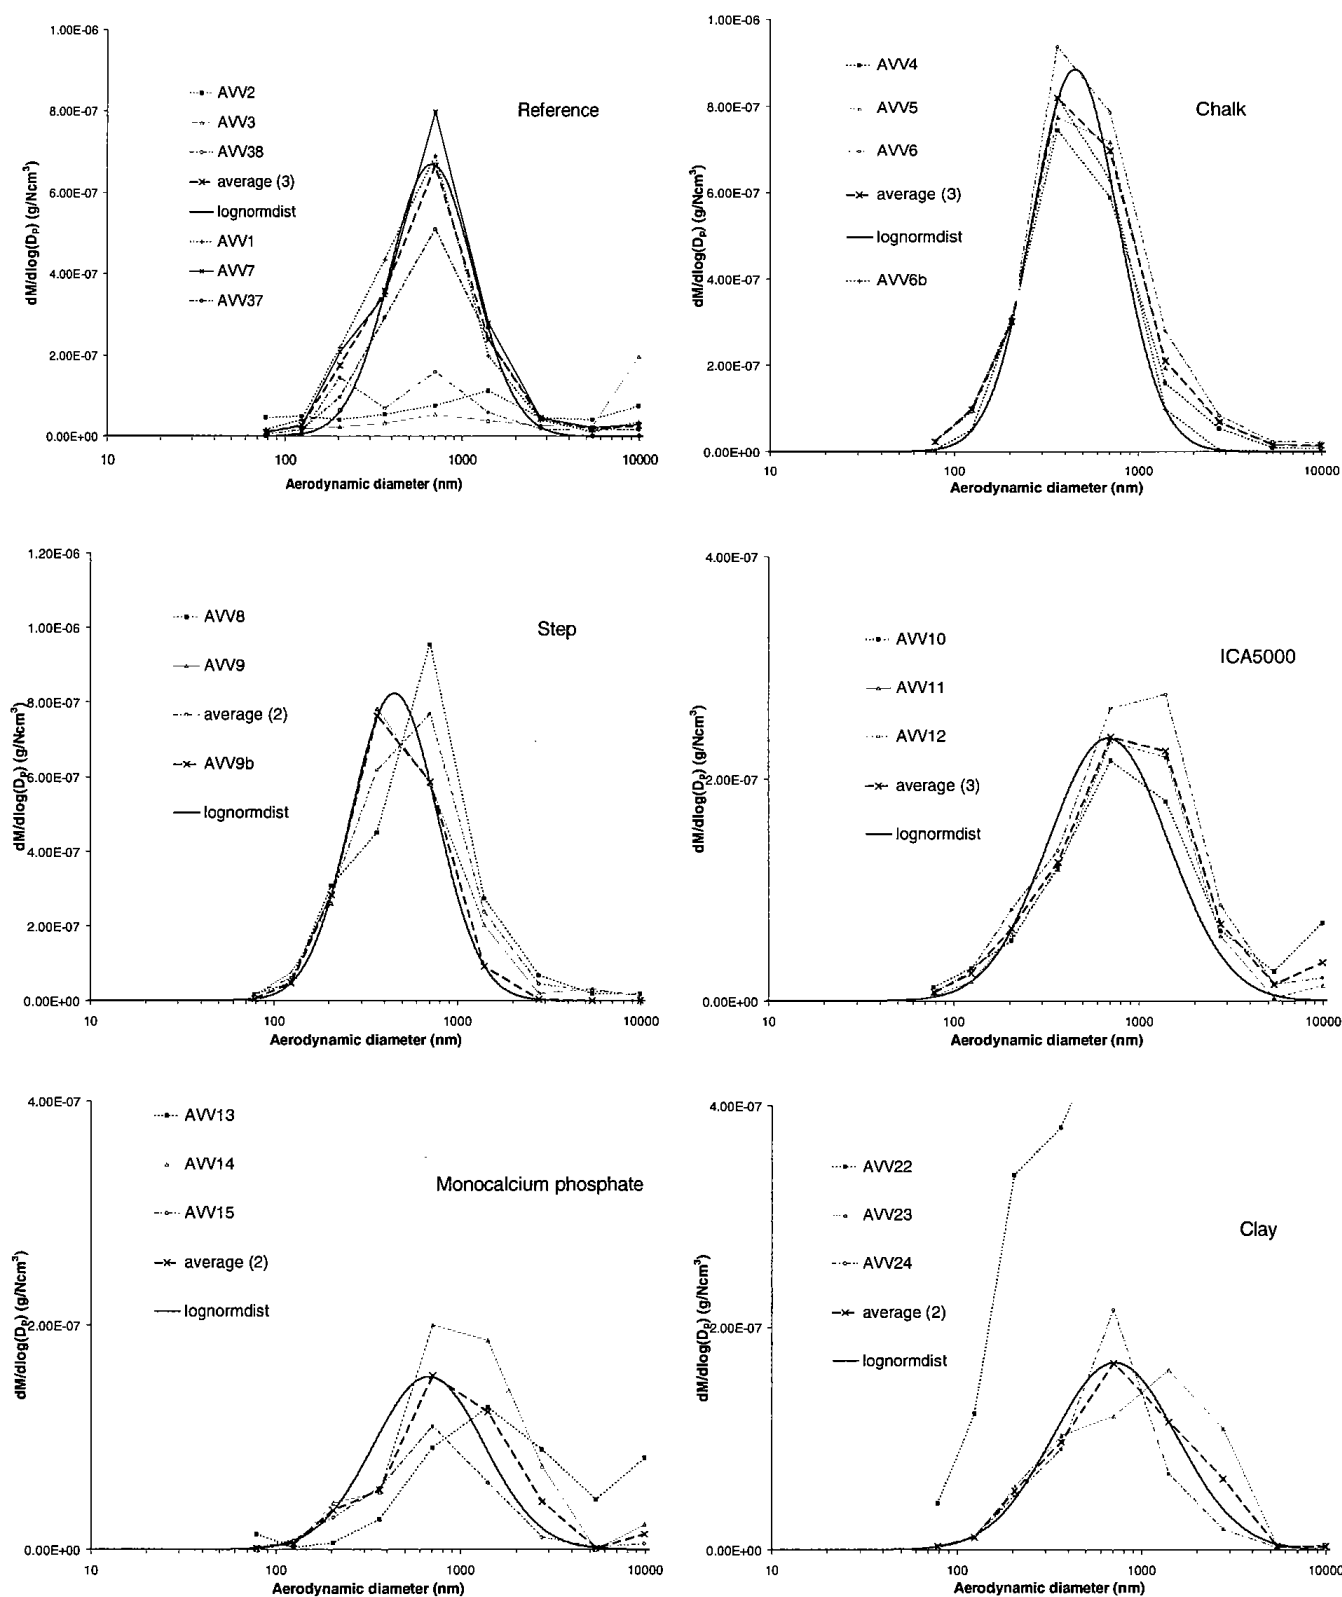 1.00E-06
8.00E-07
6.00E-07
4.00E-07
2.00E-07
0.00E+00
dM/dlog(Dp) (g/Ncm³)
AVV2
AVV3
AVV38
average (3)
lognormdist
AVV1
AVV7
AVV37
Reference
10 100 1000 10000
Aerodynamic diameter (nm)
1.00E-06
8.00E-07
6.00E-07
4.00E-07
2.00E-07
0.00E+00
dM/dlog(Dp) (g/Ncm³)
AVV4
AVV5
AVV6
average (3)
lognormdist
AVV6b
Chalk
10 100 1000 10000
Aerodynamic diameter (nm)
1.20E-06
1.00E-06
8.00E-07
6.00E-07
4.00E-07
2.00E-07
0.00E+00
dM/dlog(Dp) (g/Ncm³)
AVV8
AVV9
average (2)
AVV9b
lognormdist
Step
10 100 1000 10000
Aerodynamic diameter (nm)
4.00E-07
2.00E-07
0.00E+00
dM/dlog(Dp) (g/Ncm³)
AVV10
AVV11
AVV12
average (3)
lognormdist
ICA5000
10 100 1000 10000
Aerodynamic diameter (nm)
4.00E-07
2.00E-07
0.00E+00
dM/dlog(Dp) (g/Ncm³)
AVV13
AVV14
AVV15
average (2)
lognormdist
Monocalcium phosphate
10 100 1000 10000
Aerodynamic diameter (nm)
4.00E-07
2.00E-07
0.00E+00
dM/dlog(Dp) (g/Ncm³)
AVV22
AVV23
AVV24
average (2)
lognormdist
Clay
10 100 1000 10000
Aerodynamic diameter (nm)